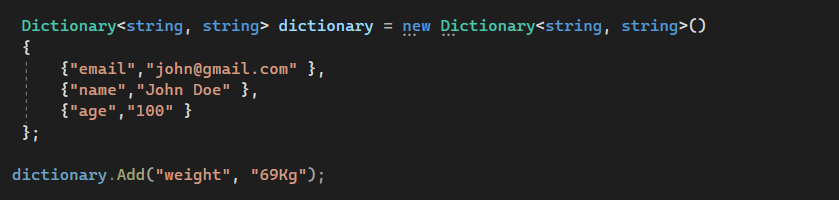 Dictionary<string, string> dictionary = new Dictionary<string, string>()
{
    {"email","john@gmail.com" },
    {"name","John Doe" },
    {"age","100" }
};
dictionary.Add("weight", "69Kg");